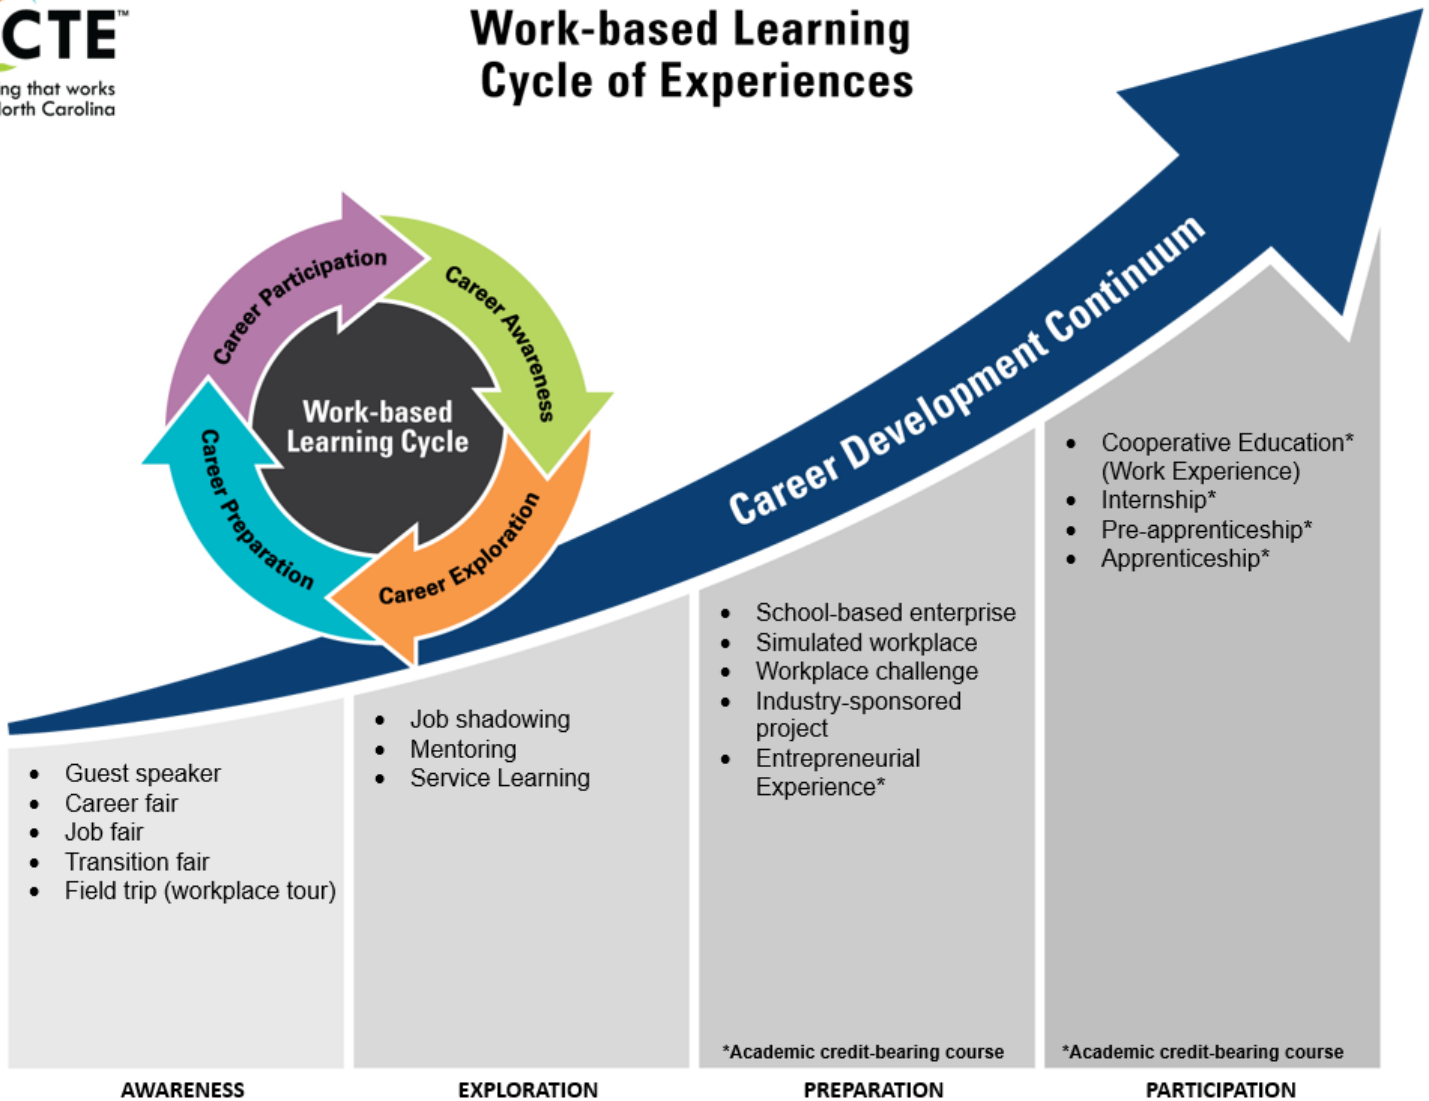 CTE™
ng that works
orth Carolina
Work-based Learning
Cycle of Experiences
Career Participation
Career Awareness
Career Exploration
Career Preparation
Work-based
Learning Cycle
Career Development Continuum
• Guest speaker
• Career fair
• Job fair
• Transition fair
• Field trip (workplace tour)
AWARENESS
• Job shadowing
• Mentoring
• Service Learning
EXPLORATION
• School-based enterprise
• Simulated workplace
• Workplace challenge
• Industry-sponsored
project
• Entrepreneurial
Experience*
*Academic credit-bearing course
PREPARATION
• Cooperative Education*
(Work Experience)
• Internship*
• Pre-apprenticeship*
• Apprenticeship*
*Academic credit-bearing course
PARTICIPATION